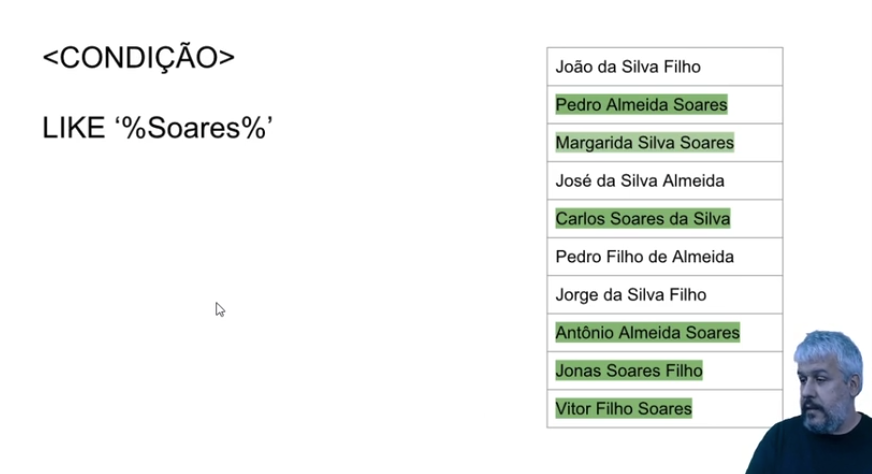 <CONDIÇÃO>
LIKE ‘%Soares%’
João da Silva Filho
Pedro Almeida Soares
Margarida Silva Soares
José da Silva Almeida
Carlos Soares da Silva
Pedro Filho de Almeida
Jorge da Silva Filho
Antônio Almeida Soares
Jonas Soares Filho
Vitor Filho Soares